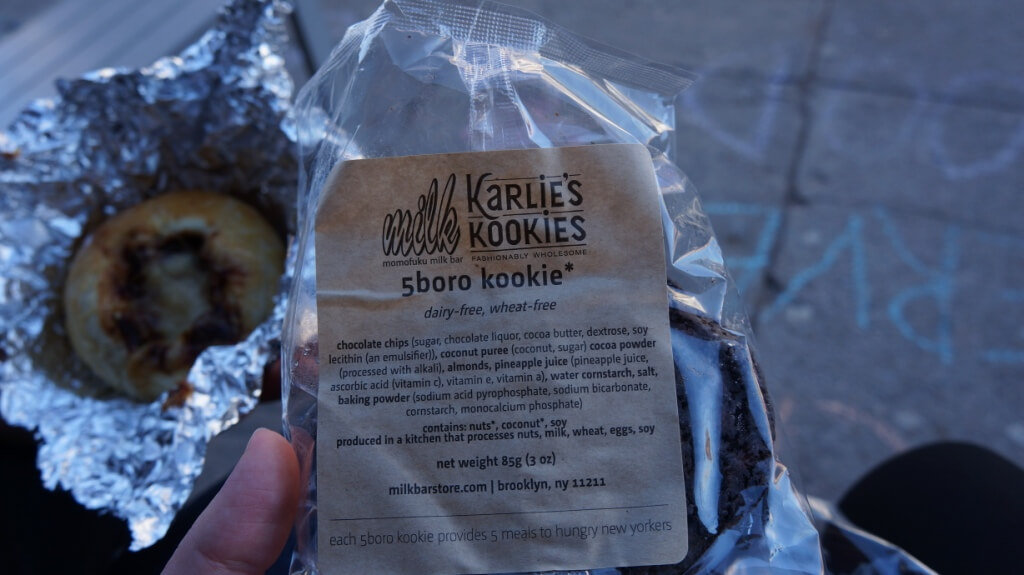 milk
momofuku milk bar
KARLIE'S
KOOKIES
FASHIONABLY WHOLESOME
5boro kookie*
dairy-free, wheat-free
chocolate chips (sugar, chocolate liquor, cocoa butter, dextrose, soy
lecithin (an emulsifier)), coconut puree (coconut, sugar) cocoa powder
(processed with alkali), almonds, pineapple juice (pineapple juice,
ascorbic acid (vitamin c), vitamin e, vitamin a), water cornstarch, salt,
baking powder (sodium acid pyrophosphate, sodium bicarbonate,
cornstarch, monocalcium phosphate)
contains: nuts*, coconut*, soy
produced in a kitchen that processes nuts, milk, wheat, eggs, soy
net weight 85g (3 oz)
milkbarstore.com | brooklyn, ny 11211
each 5boro kookie provides 5 meals to hungry new yorkers